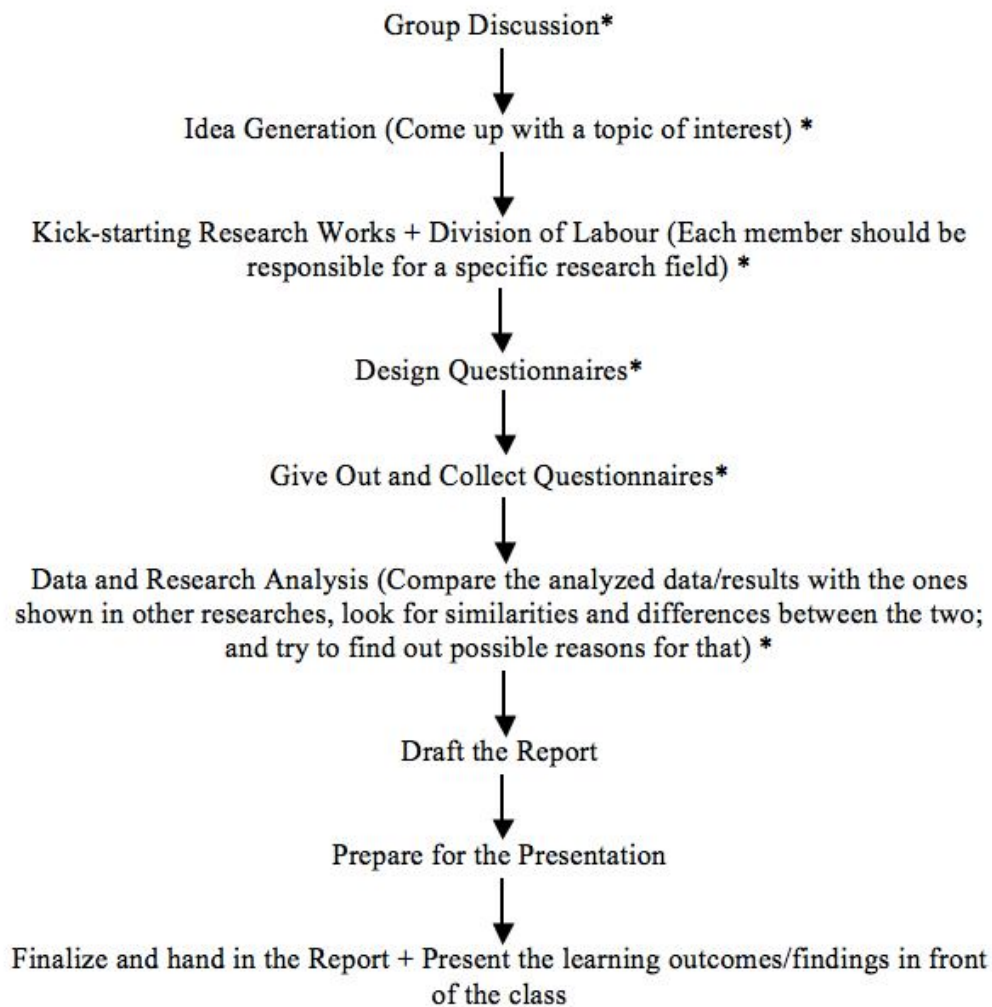 Group Discussion*
Idea Generation (Come up with a topic of interest) *
Kick-starting Research Works + Division of Labour (Each member should be
responsible for a specific research field) *
Design Questionnaires*
Give Out and Collect Questionnaires*
Data and Research Analysis (Compare the analyzed data/results with the ones
shown in other researches, look for similarities and differences between the two;
and try to find out possible reasons for that) *
Draft the Report
Prepare for the Presentation
Finalize and hand in the Report + Present the learning outcomes/findings in front
of the class